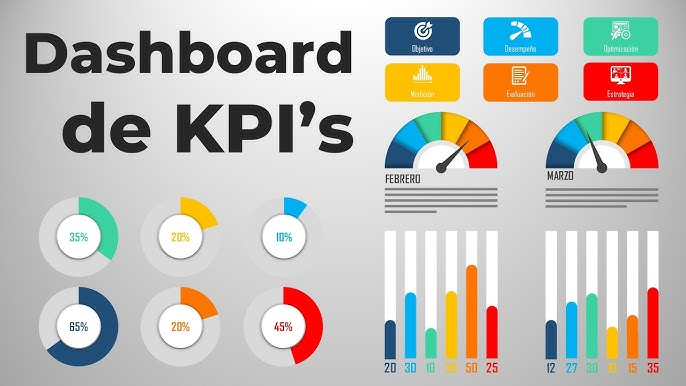 Dashboard
de KPI's
Objetivo
Desempeño
Optimización
Medición
Evaluación
Estrategia
FEBRERO
MARZO
35%
20%
10%
65%
20%
45%
20 30 10 30 50 25
12 27 30 10 15 35